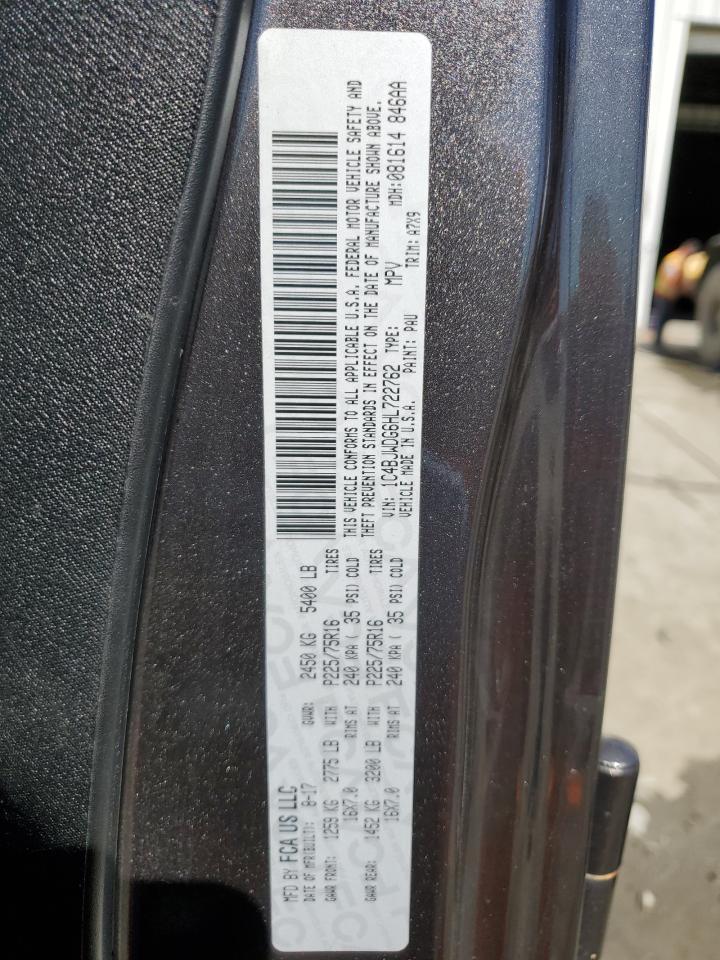 MFD BY FCA US LLC
DATE OF MFR(BUILT): 8-17 GVWR: 2450 KG 5400 LB
GAWR FRONT: 1259 KG 2775 LB WITH P225/75R16 TIRES
16X7.0 RIMS AT 240 KPA ( 35 PSI) COLD
GAWR REAR: 1452 KG 3200 LB WITH P225/75R16 TIRES
16X7.0 RIMS AT 240 KPA ( 35 PSI) COLD
THIS VEHICLE CONFORMS TO ALL APPLICABLE U.S.A. FEDERAL MOTOR VEHICLE SAFETY AND
THEFT PREVENTION STANDARDS IN EFFECT ON THE DATE OF MANUFACTURE SHOWN ABOVE.
VIN: 1C4BJWDG6HL722762 TYPE: MPV MDH:081614 846AA
VEHICLE MADE IN U.S.A. PAINT: PAU TRIM: A7X9